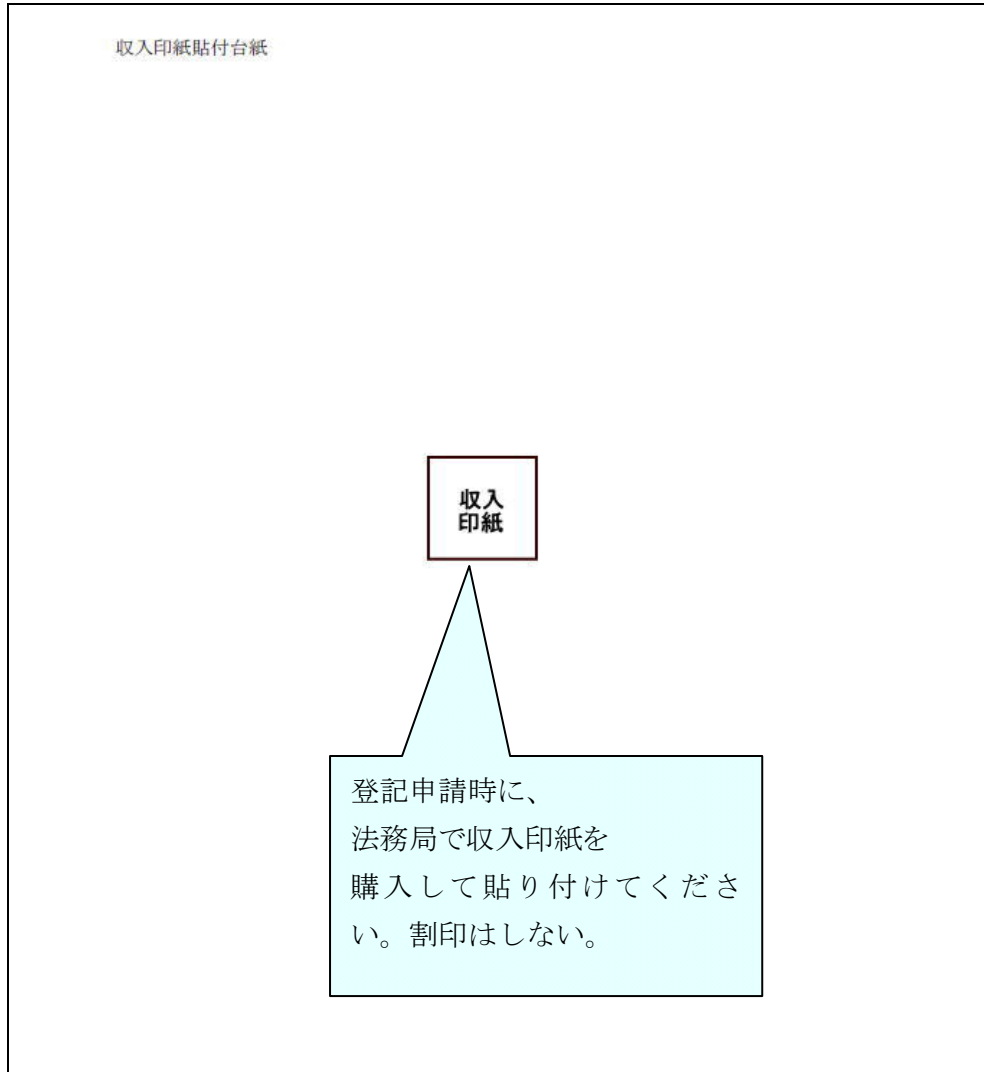 収入印紙貼付台紙
収入
印紙
登記申請時に、
法務局で収入印紙を
購入して貼り付けてくださ
い。割印はしない。